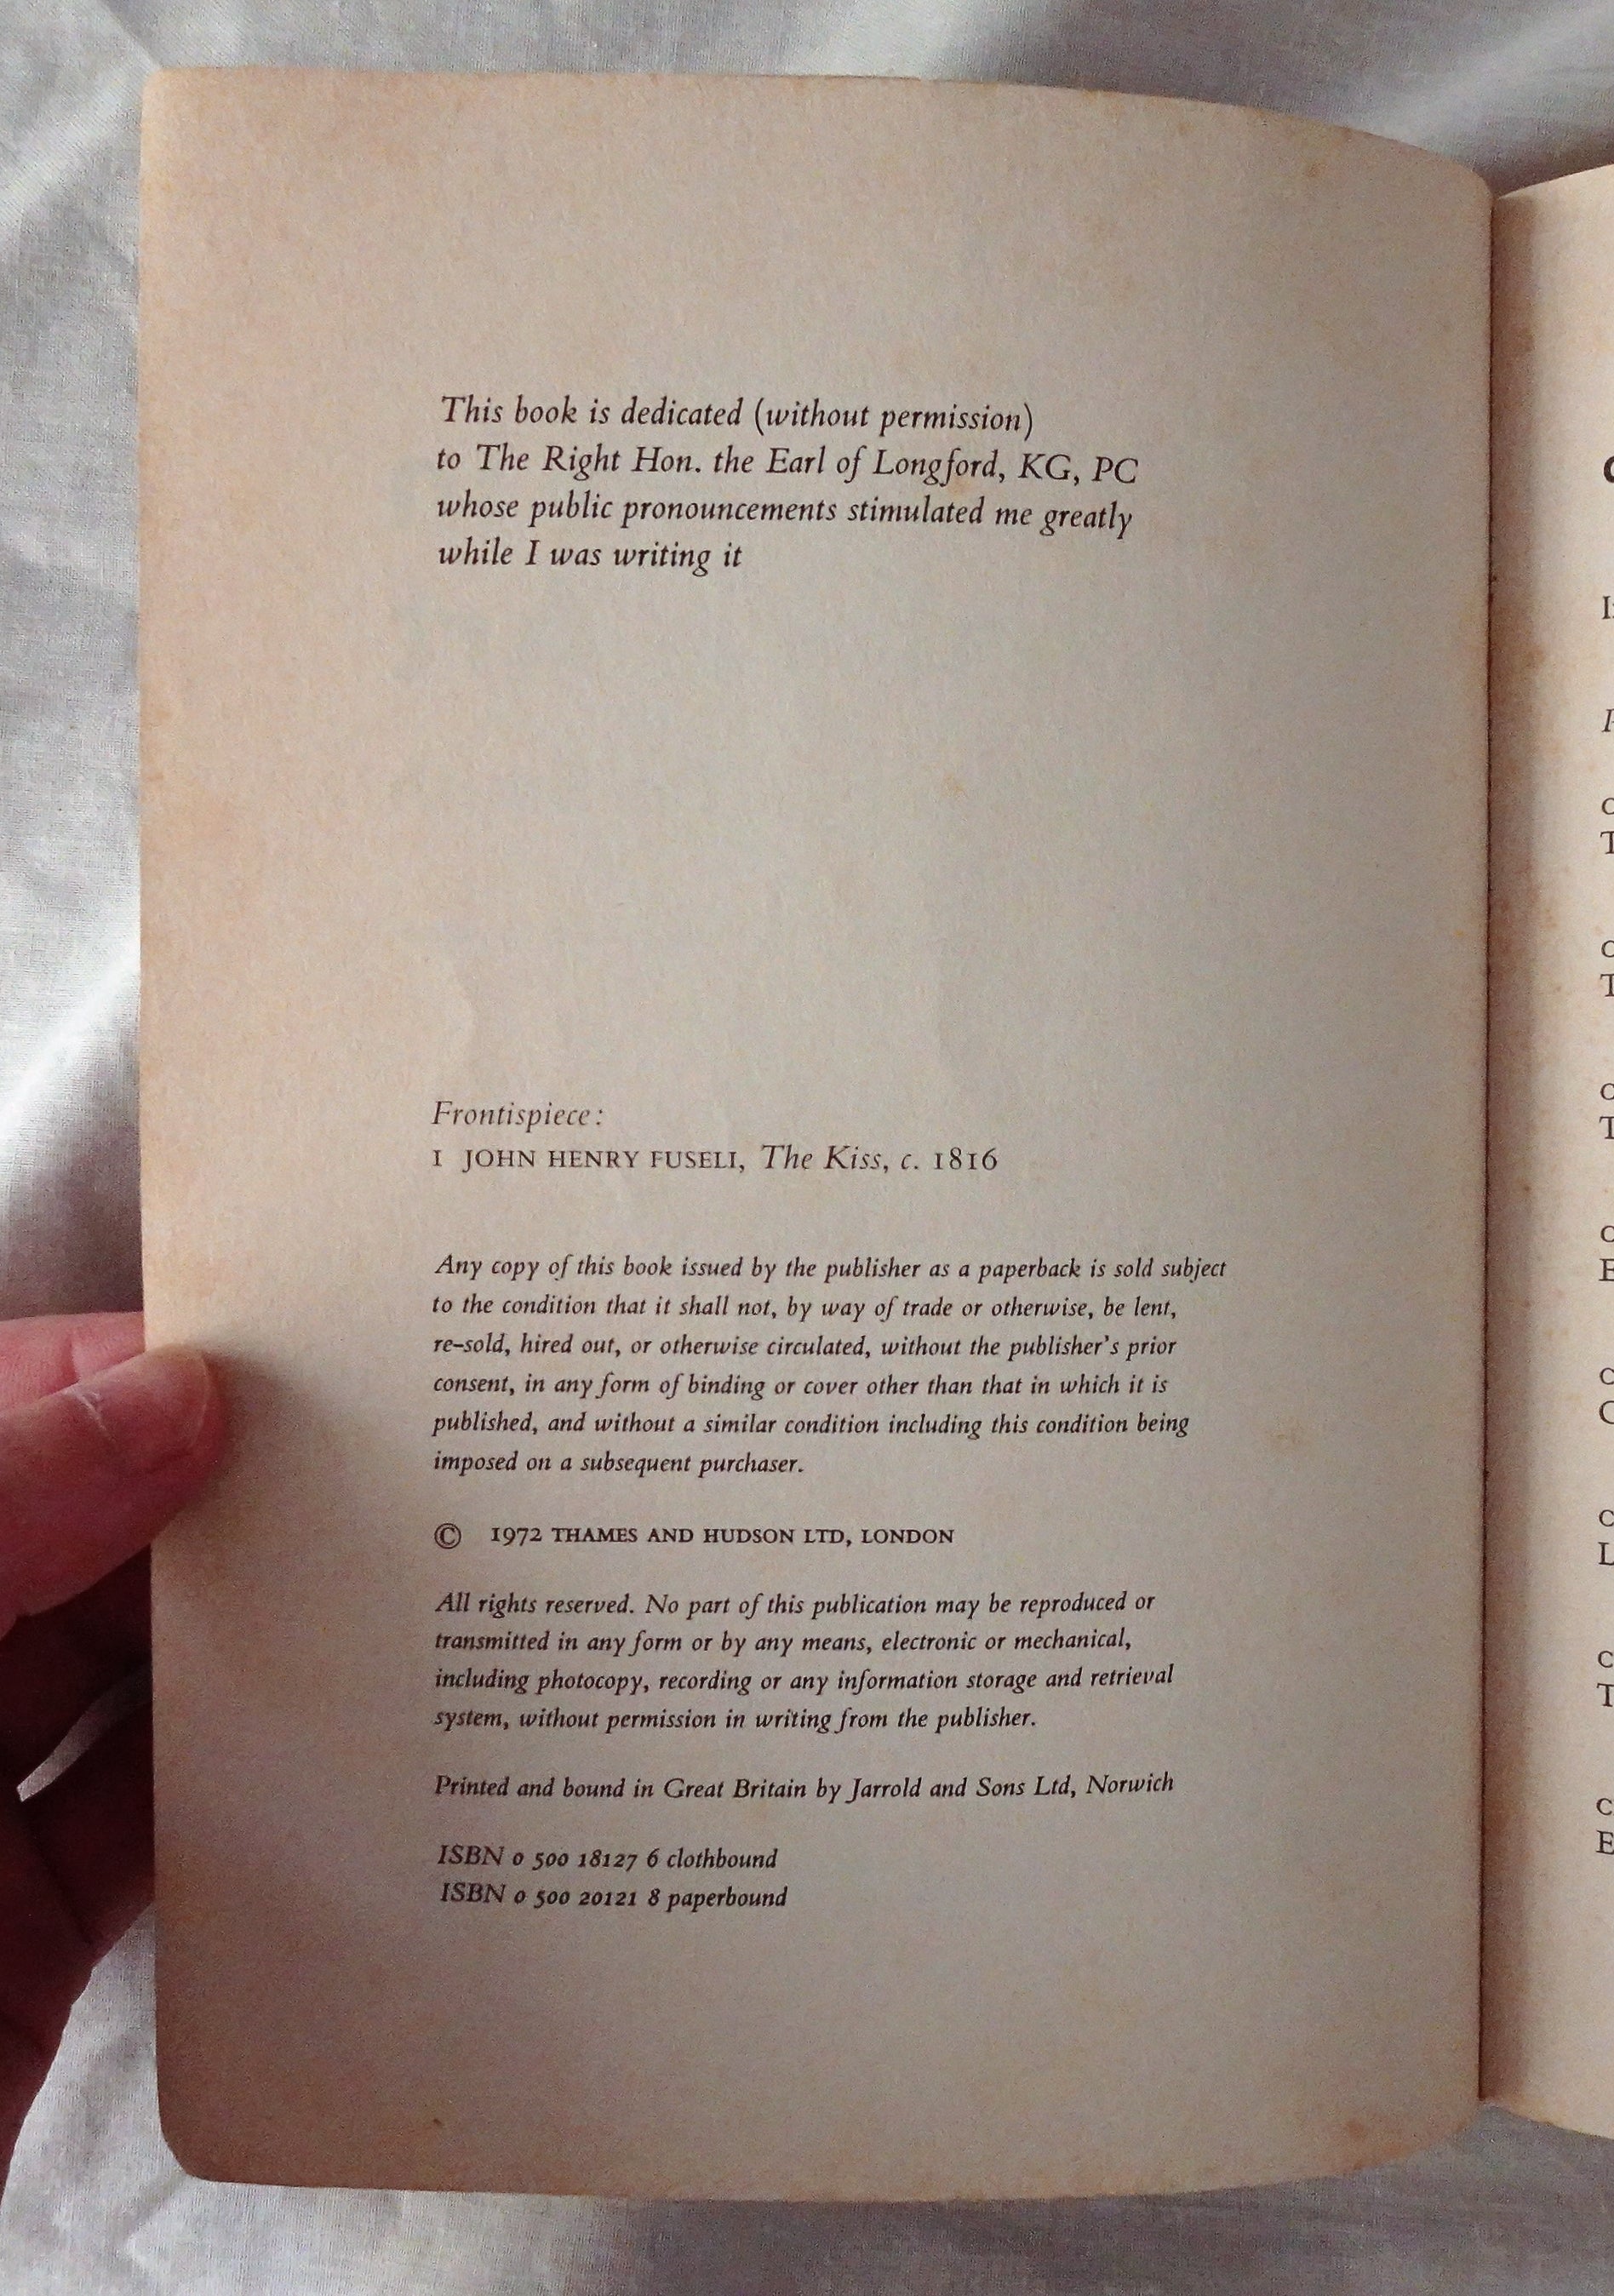 This book is dedicated (without permission)
to The Right Hon. the Earl of Longford, KG, PC
whose public pronouncements stimulated me greatly
while I was writing it
Frontispiece:
1 JOHN HENRY FUSELI, The Kiss, c. 1816
Any copy of this book issued by the publisher as a paperback is sold subject
to the condition that it shall not, by way of trade or otherwise, be lent,
re-sold, hired out, or otherwise circulated, without the publisher's prior
consent, in any form of binding or cover other than that in which it is
published, and without a similar condition including this condition being
imposed on a subsequent purchaser.
© 1972 THAMES AND HUDSON LTD, LONDON
All rights reserved. No part of this publication may be reproduced or
transmitted in any form or by any means, electronic or mechanical,
including photocopy, recording or any information storage and retrieval
system, without permission in writing from the publisher.
Printed and bound in Great Britain by Jarrold and Sons Ltd, Norwich
ISBN 0 500 18127 6 clothbound
ISBN 0 500 20121 8 paperbound